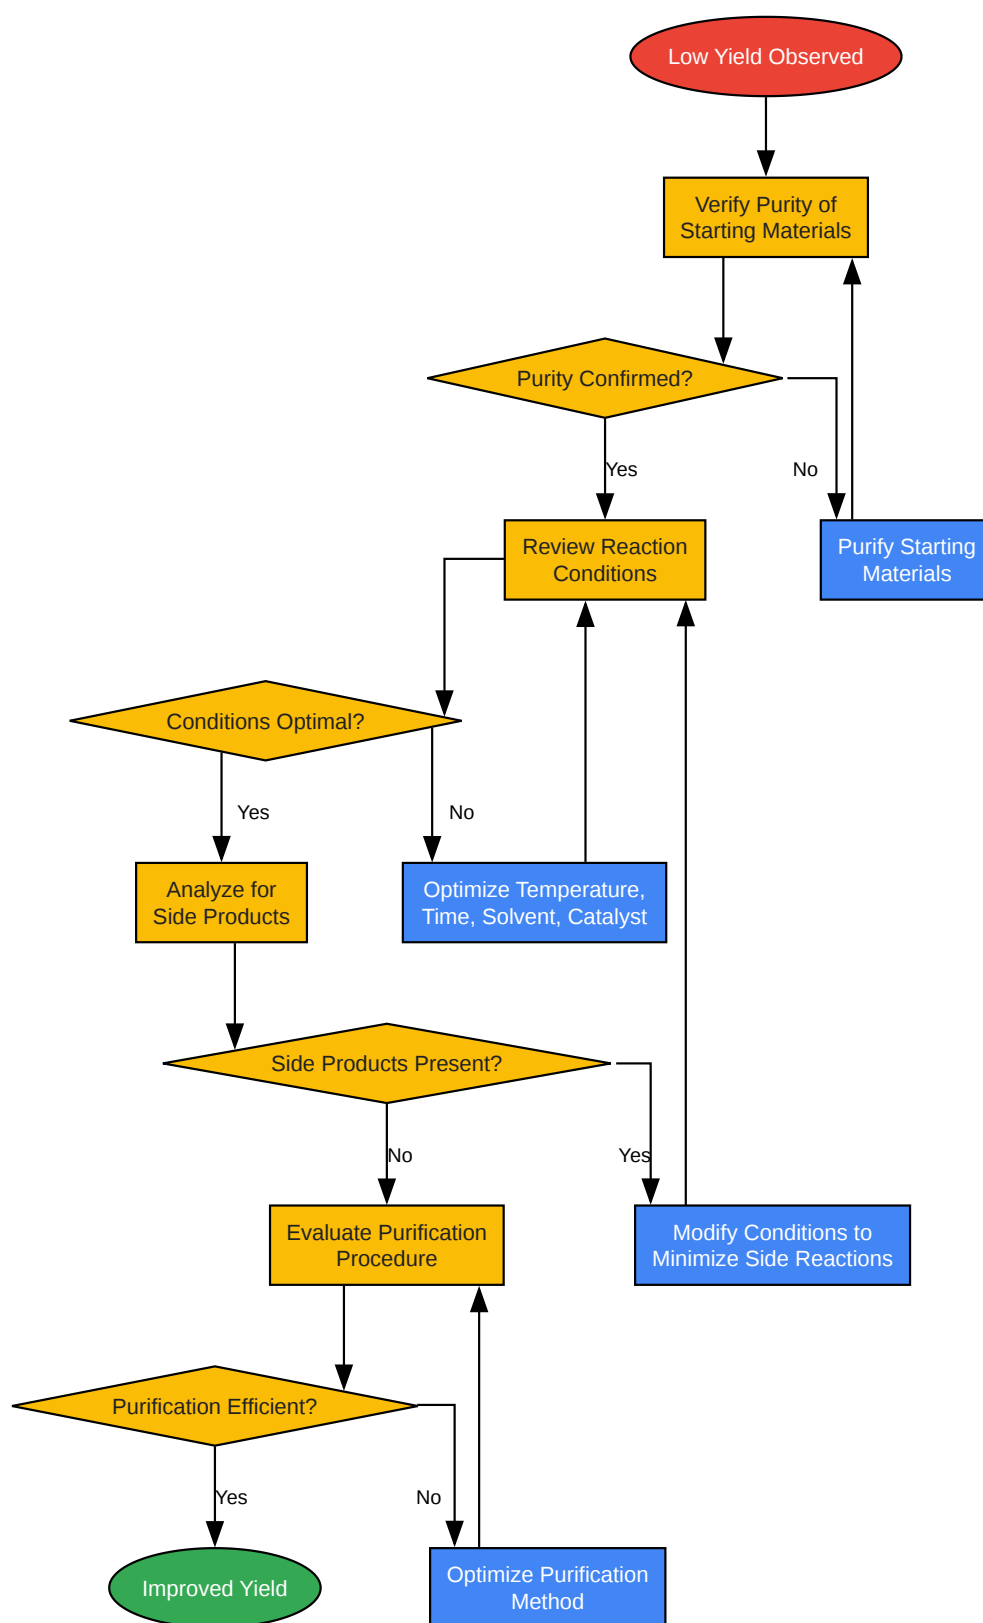 Low Yield Observed
Verify Purity of
Starting Materials
Purity Confirmed?
Yes
No
Review Reaction
Conditions
Purify Starting
Materials
Conditions Optimal?
Yes
No
Analyze for
Side Products
Optimize Temperature,
Time, Solvent, Catalyst
Side Products Present?
No
Yes
Evaluate Purification
Procedure
Modify Conditions to
Minimize Side Reactions
Purification Efficient?
Yes
No
Improved Yield
Optimize Purification
Method